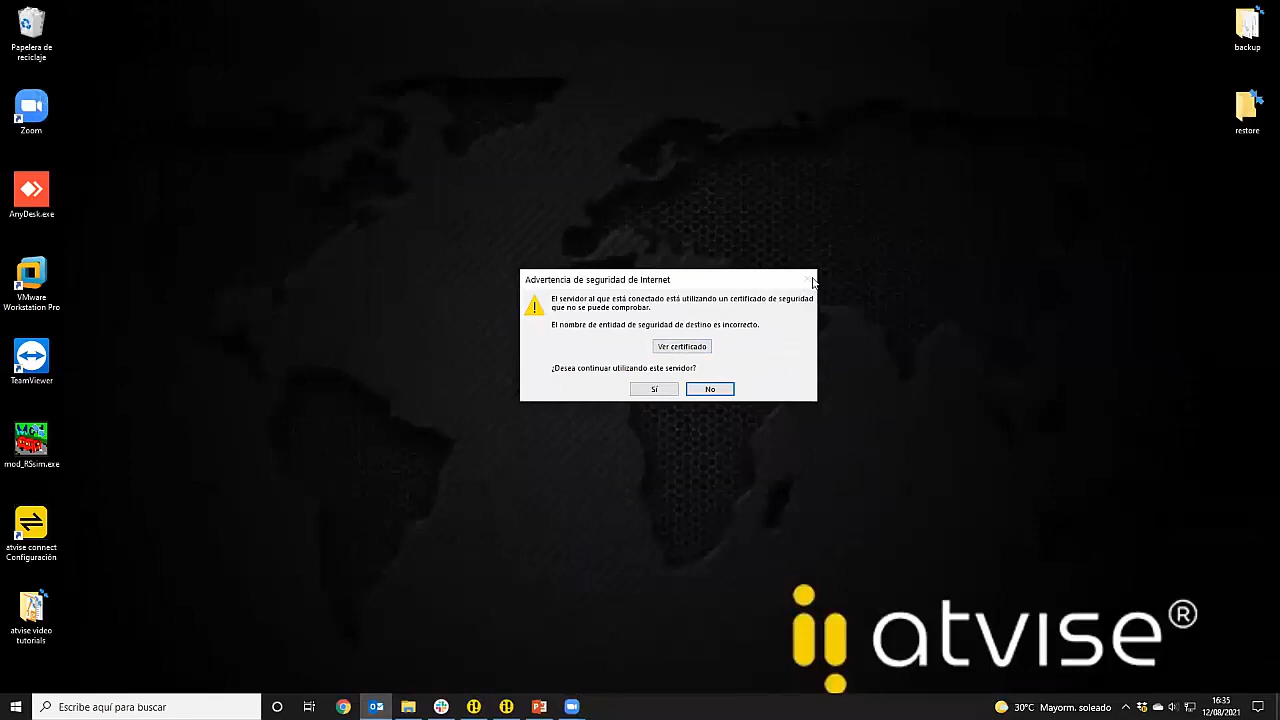 Papelera de
reciclaje
Zoom
AnyDesk.exe
VMware
Workstation Pro
TeamViewer
mod_RSsim.exe
atvise connect
Configuración
atvise video
tutorials
backup
restore
Advertencia de seguridad de Internet
El servidor al que está conectado está utilizando un certificado de seguridad
que no se puede comprobar.
El nombre de entidad de seguridad de destino es incorrecto.
Ver certificado
¿Desea continuar utilizando este servidor?
Sí No
atvise®
Escribe aquí para buscar
30°C Mayorm. soleado
16:35
12/08/2021